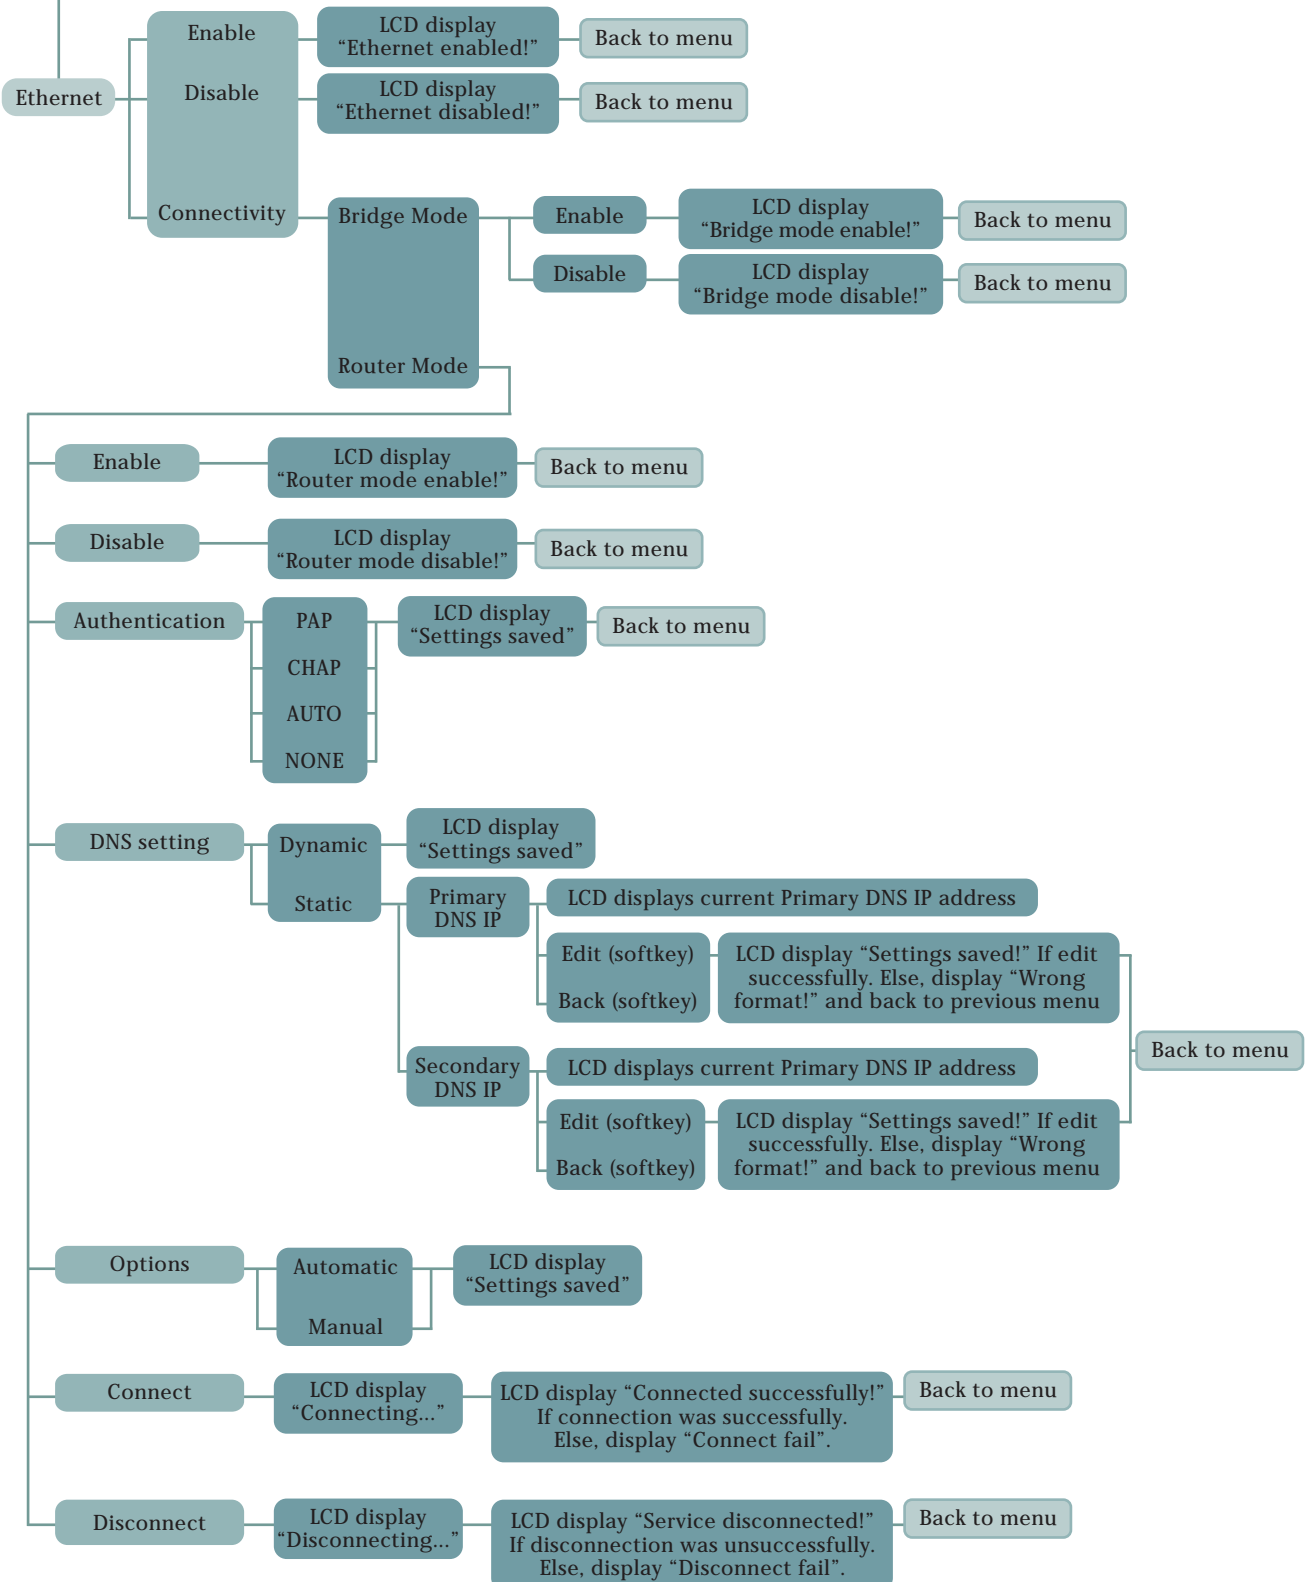 Ethernet
Enable
LCD display
“Ethernet enabled!”
Back to menu
Disable
LCD display
“Ethernet disabled!”
Back to menu
Connectivity
Bridge Mode
Enable
LCD display
“Bridge mode enable!”
Back to menu
Disable
LCD display
“Bridge mode disable!”
Back to menu
Router Mode
Enable
LCD display
“Router mode enable!”
Back to menu
Disable
LCD display
“Router mode disable!”
Back to menu
Authentication
PAP
CHAP
AUTO
NONE
LCD display
“Settings saved”
Back to menu
DNS setting
Dynamic
LCD display
“Settings saved”
Static
Primary
DNS IP
LCD displays current Primary DNS IP address
Edit (softkey)
Back (softkey)
LCD display “Settings saved!” If edit
successfully. Else, display “Wrong
format!” and back to previous menu
Secondary
DNS IP
LCD displays current Primary DNS IP address
Edit (softkey)
Back (softkey)
LCD display “Settings saved!” If edit
successfully. Else, display “Wrong
format!” and back to previous menu
Back to menu
Options
Automatic
Manual
LCD display
“Settings saved”
Connect
LCD display
“Connecting...”
LCD display “Connected successfully!”
If connection was successfully.
Else, display “Connect fail”.
Back to menu
Disconnect
LCD display
“Disconnecting...”
LCD display “Service disconnected!”
If disconnection was unsuccessfully.
Else, display “Disconnect fail”.
Back to menu